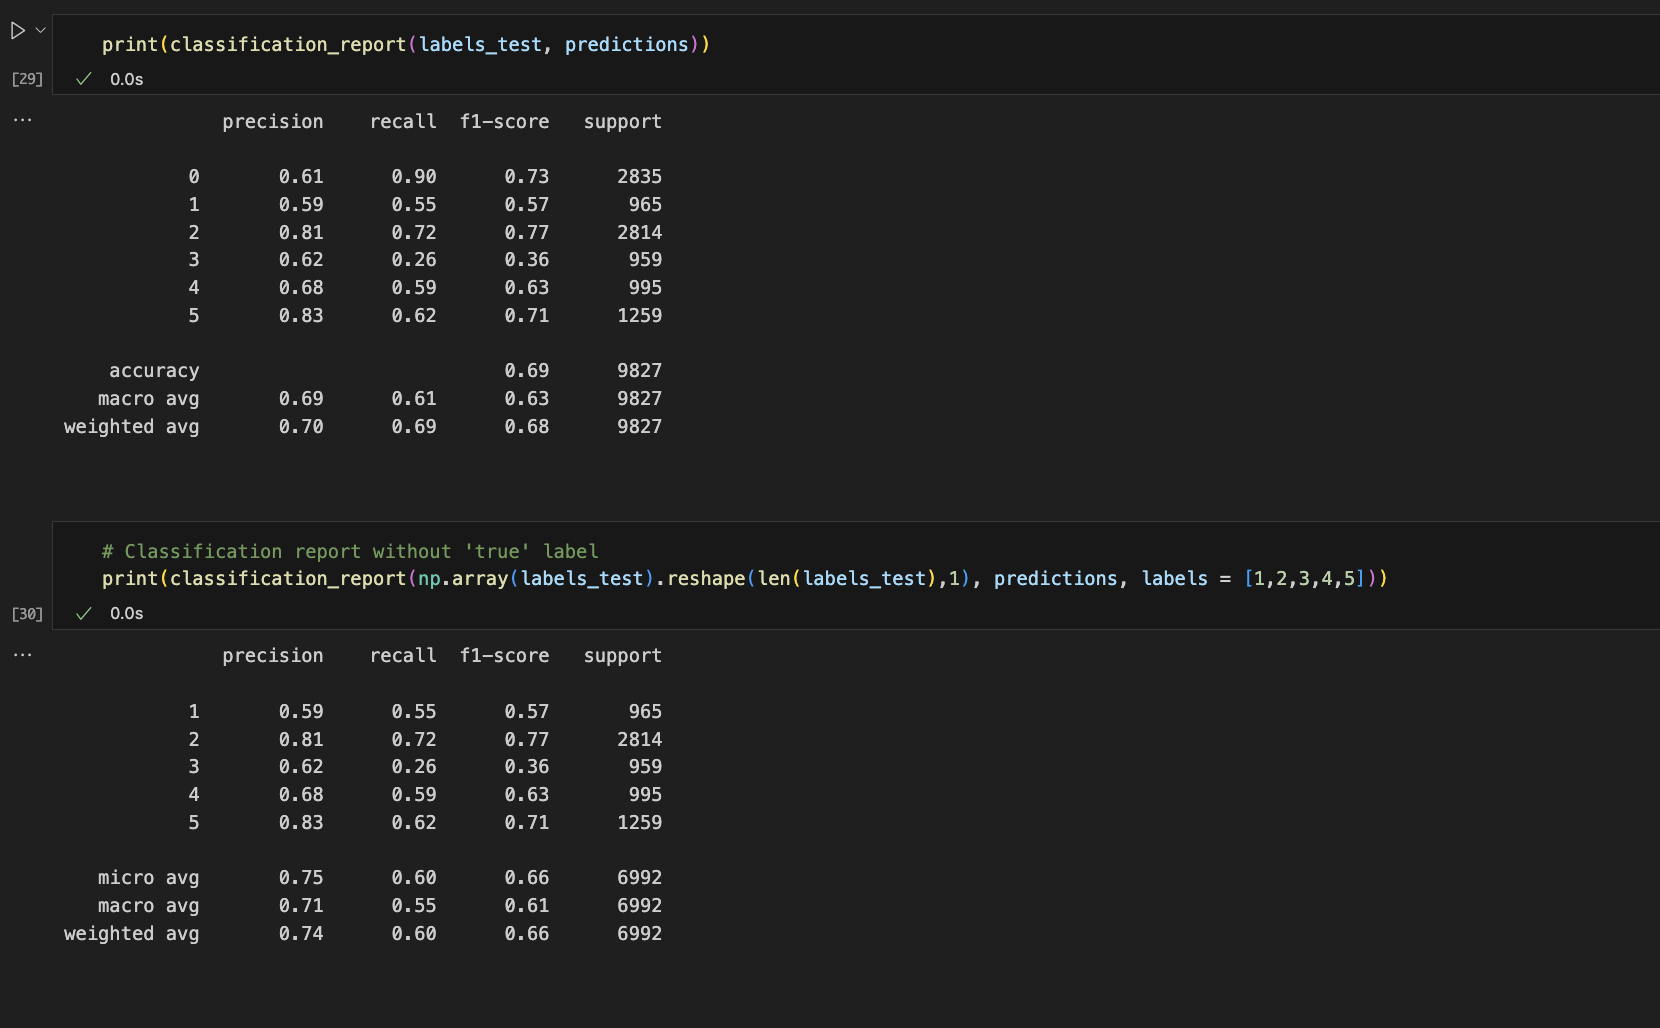 print(classification_report(labels_test, predictions))
[29] 0.0s
...
precision recall f1-score support
0 0.61 0.90 0.73 2835
1 0.59 0.55 0.57 965
2 0.81 0.72 0.77 2814
3 0.62 0.26 0.36 959
4 0.68 0.59 0.63 995
5 0.83 0.62 0.71 1259
accuracy 0.69 9827
macro avg 0.69 0.61 0.63 9827
weighted avg 0.70 0.69 0.68 9827
# Classification report without 'true' label
print(classification_report(np.array(labels_test).reshape(len(labels_test),1), predictions, labels = [1,2,3,4,5]))
[30] 0.0s
...
precision recall f1-score support
1 0.59 0.55 0.57 965
2 0.81 0.72 0.77 2814
3 0.62 0.26 0.36 959
4 0.68 0.59 0.63 995
5 0.83 0.62 0.71 1259
micro avg 0.75 0.60 0.66 6992
macro avg 0.71 0.55 0.61 6992
weighted avg 0.74 0.60 0.66 6992